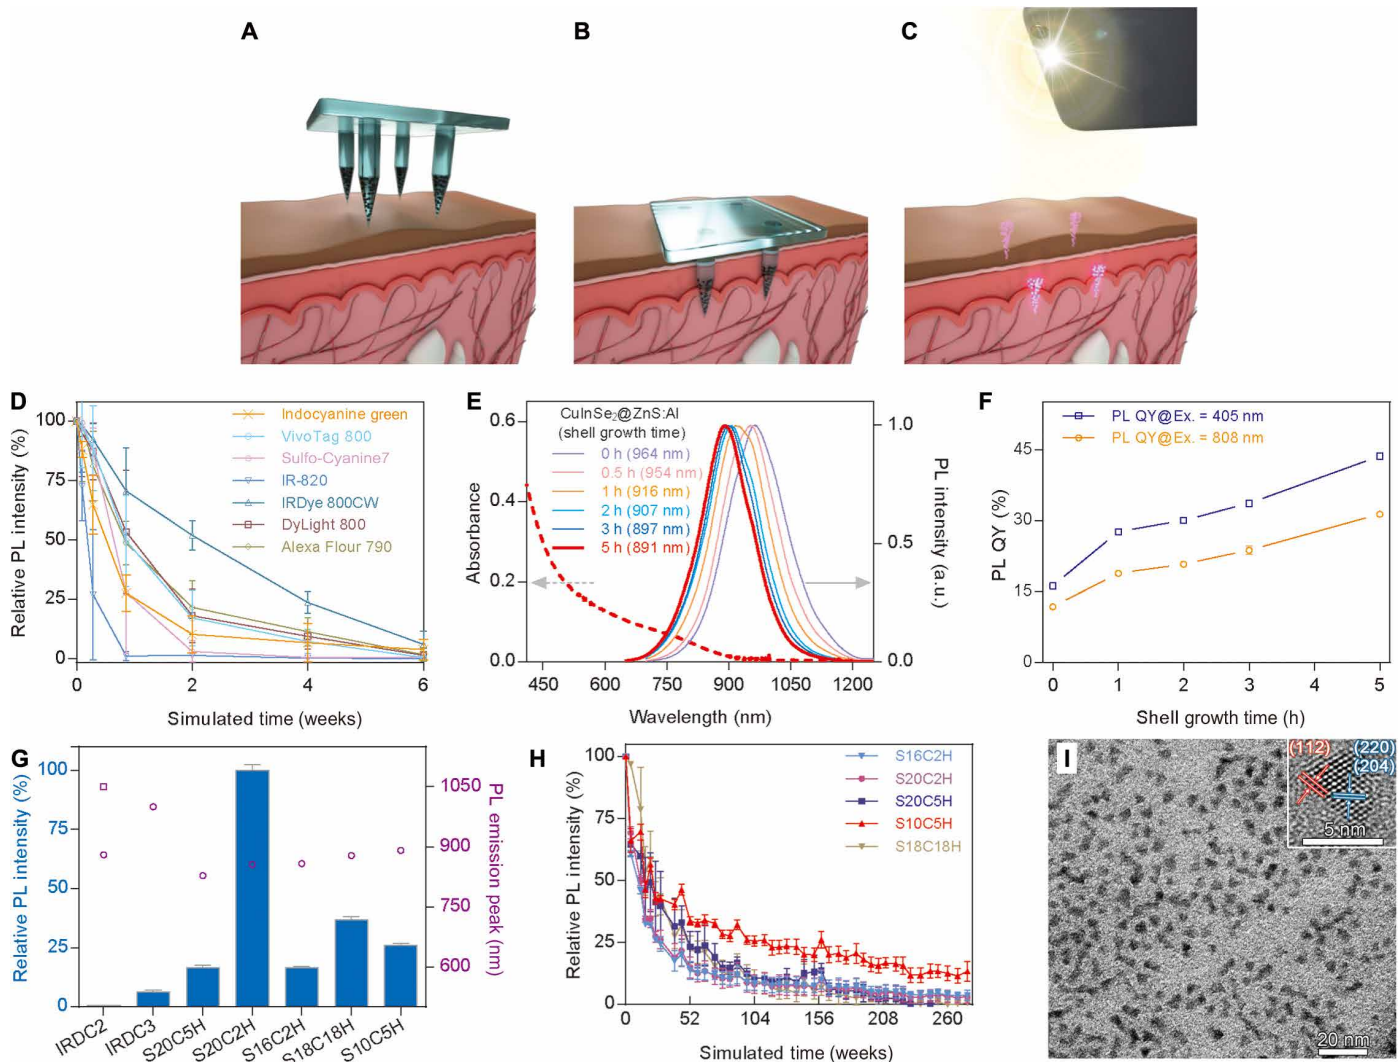 A
B
C
D
Relative PL intensity (%)
100
75
50
25
0
Indocyanine green
VivoTag 800
Sulfo-Cyanine7
IR-820
IRDye 800CW
DyLight 800
Alexa Flour 790
0 2 4 6
Simulated time (weeks)
E
Absorbance
0.6
0.4
0.2
0.0
CuInSe2@ZnS:Al
(shell growth time)
0 h (964 nm)
0.5 h (954 nm)
1 h (916 nm)
2 h (907 nm)
3 h (897 nm)
5 h (891 nm)
1.0
0.5
0.0
PL intensity (a.u.)
450 600 750 900 1050 1200
Wavelength (nm)
F
PL QY (%)
45
30
15
0
PL QY@Ex. = 405 nm
PL QY@Ex. = 808 nm
0 1 2 3 4 5
Shell growth time (h)
G
Relative PL intensity (%)
100
75
50
25
0
1050
900
750
600
PL emission peak (nm)
IRDC2 IRDC3 S20C5H S20C2H S16C2H S18C18H S10C5H
H
Relative PL intensity (%)
100
75
50
25
0
S16C2H
S20C2H
S20C5H
S10C5H
S18C18H
0 52 104 156 208 260
Simulated time (weeks)
I
(112)
(220)
(204)
5 nm
20 nm